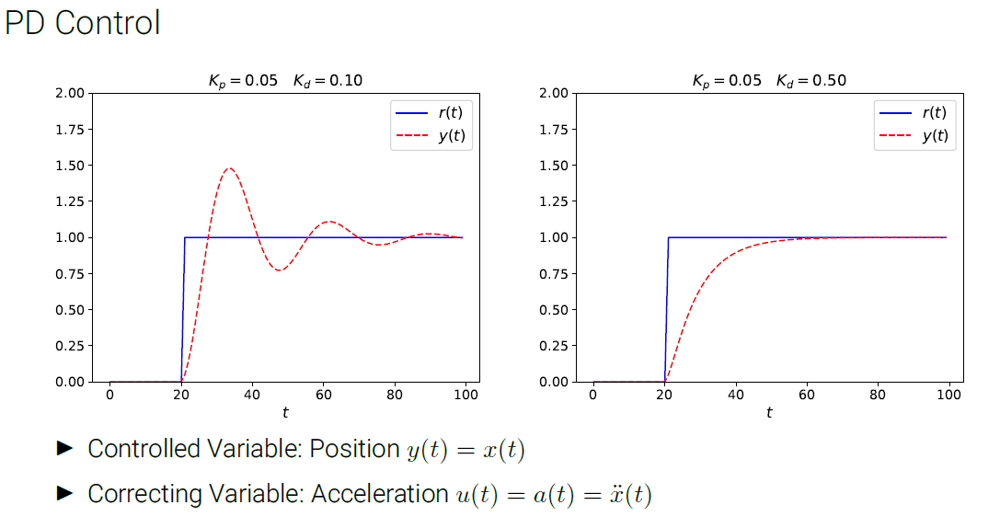 PD Control
K_p = 0.05 K_d = 0.10
2.00
1.75
1.50
1.25
1.00
0.75
0.50
0.25
0.00
0 20 40 60 80 100
t
r(t)
y(t)
K_p = 0.05 K_d = 0.50
2.00
1.75
1.50
1.25
1.00
0.75
0.50
0.25
0.00
0 20 40 60 80 100
t
r(t)
y(t)
► Controlled Variable: Position y(t) = x(t)
► Correcting Variable: Acceleration u(t) = a(t) = ẍ(t)